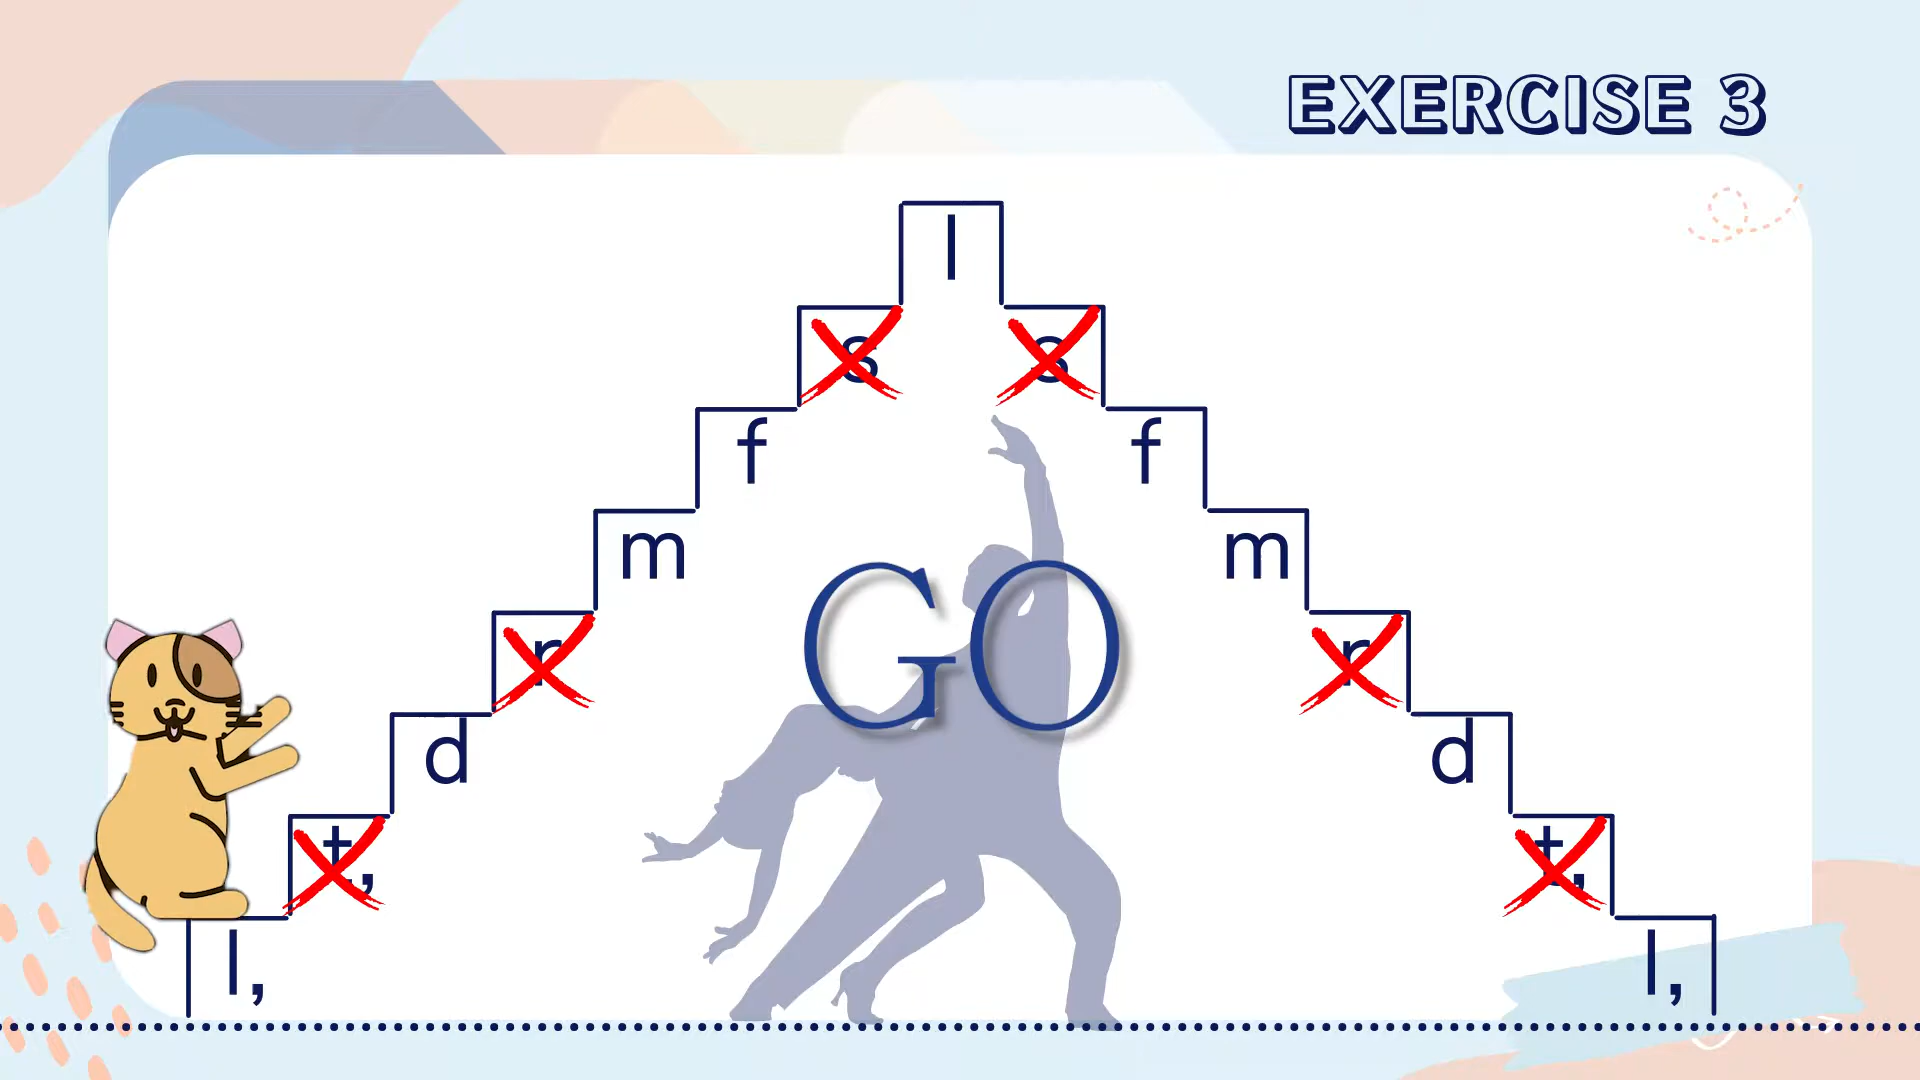 EXERCISE 3
l
s s
f f
m m
GO
r r
d d
t, t,
l, l,